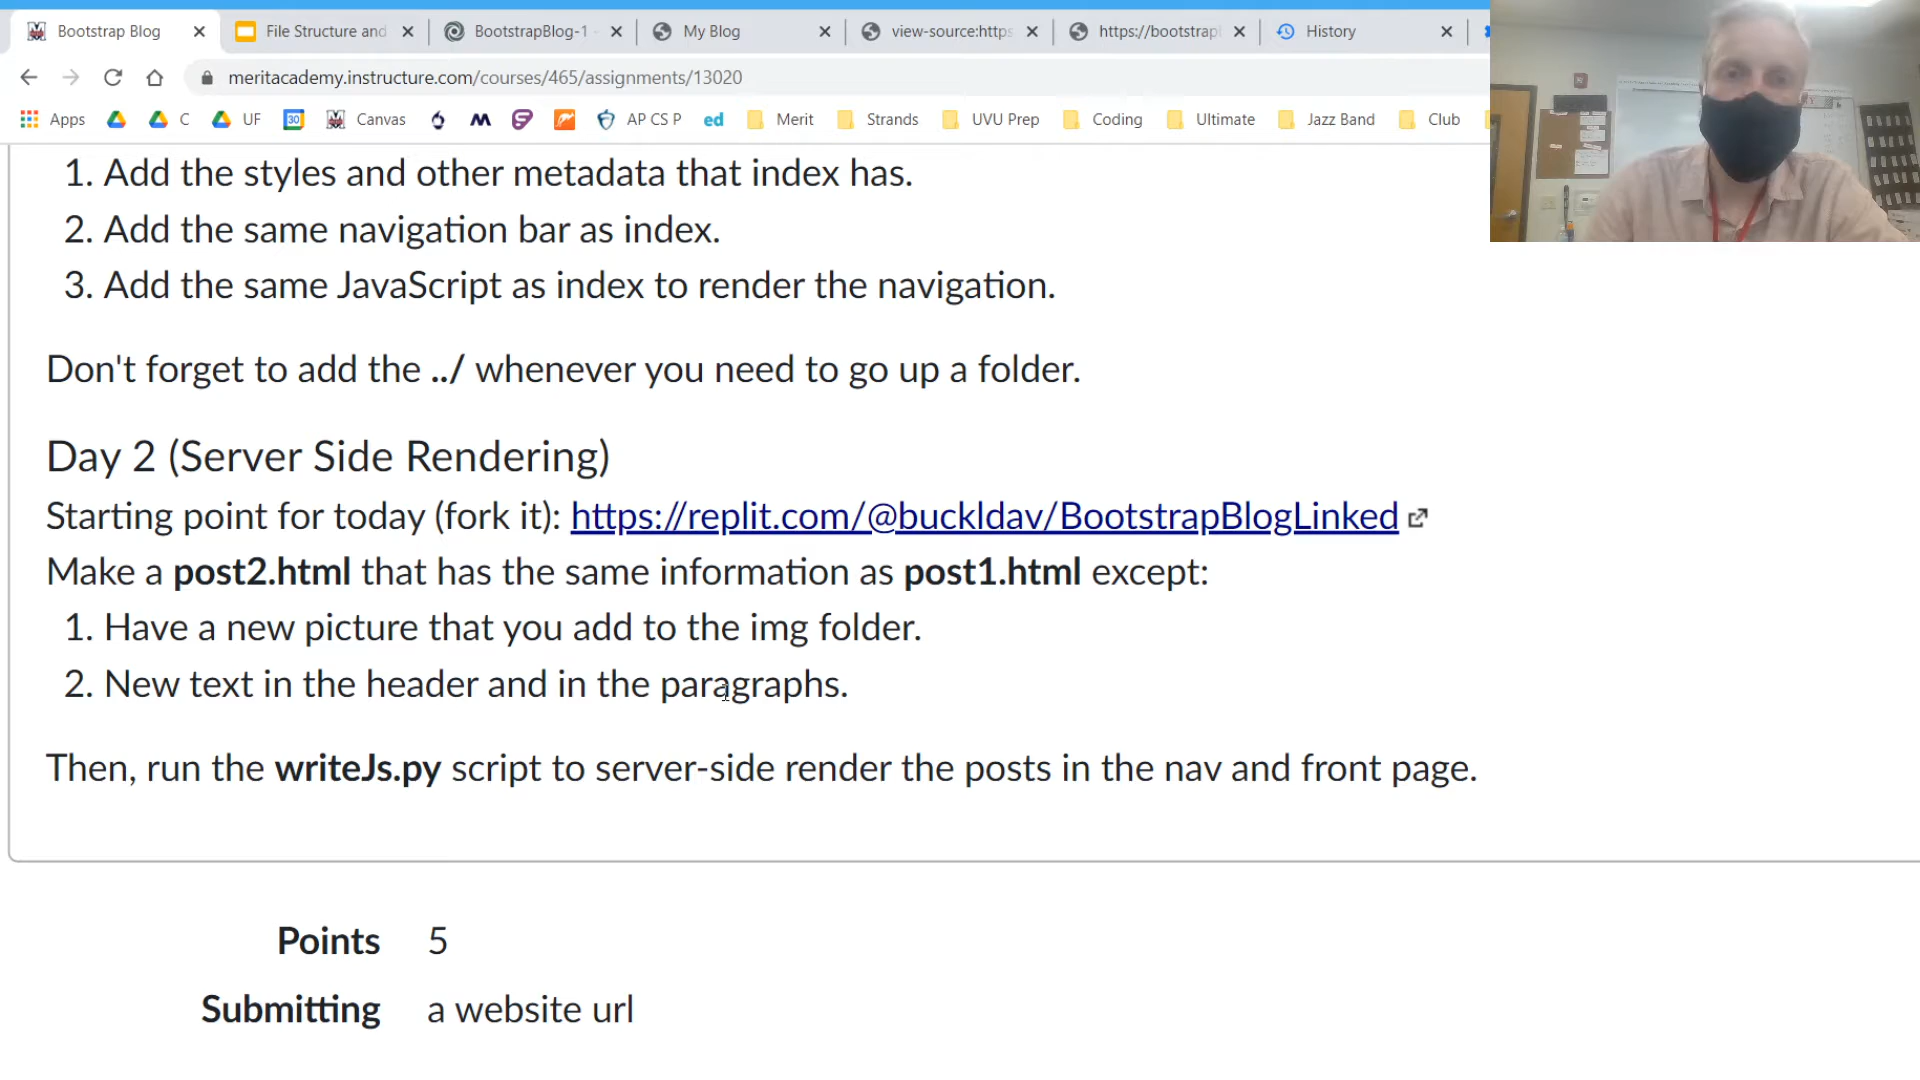 Bootstrap Blog
File Structure and
BootstrapBlog-1 -
My Blog
view-source:https
https://bootstrap
History
meritacademy.instructure.com/courses/465/assignments/13020
Apps
C
UF
30
Canvas
AP CS P
ed
Merit
Strands
UVU Prep
Coding
Ultimate
Jazz Band
Club
1. Add the styles and other metadata that index has.
2. Add the same navigation bar as index.
3. Add the same JavaScript as index to render the navigation.
Don't forget to add the ../ whenever you need to go up a folder.
Day 2 (Server Side Rendering)
Starting point for today (fork it): https://replit.com/@buckldav/BootstrapBlogLinked
Make a post2.html that has the same information as post1.html except:
1. Have a new picture that you add to the img folder.
2. New text in the header and in the paragraphs.
Then, run the writeJs.py script to server-side render the posts in the nav and front page.
Points 5
Submitting a website url